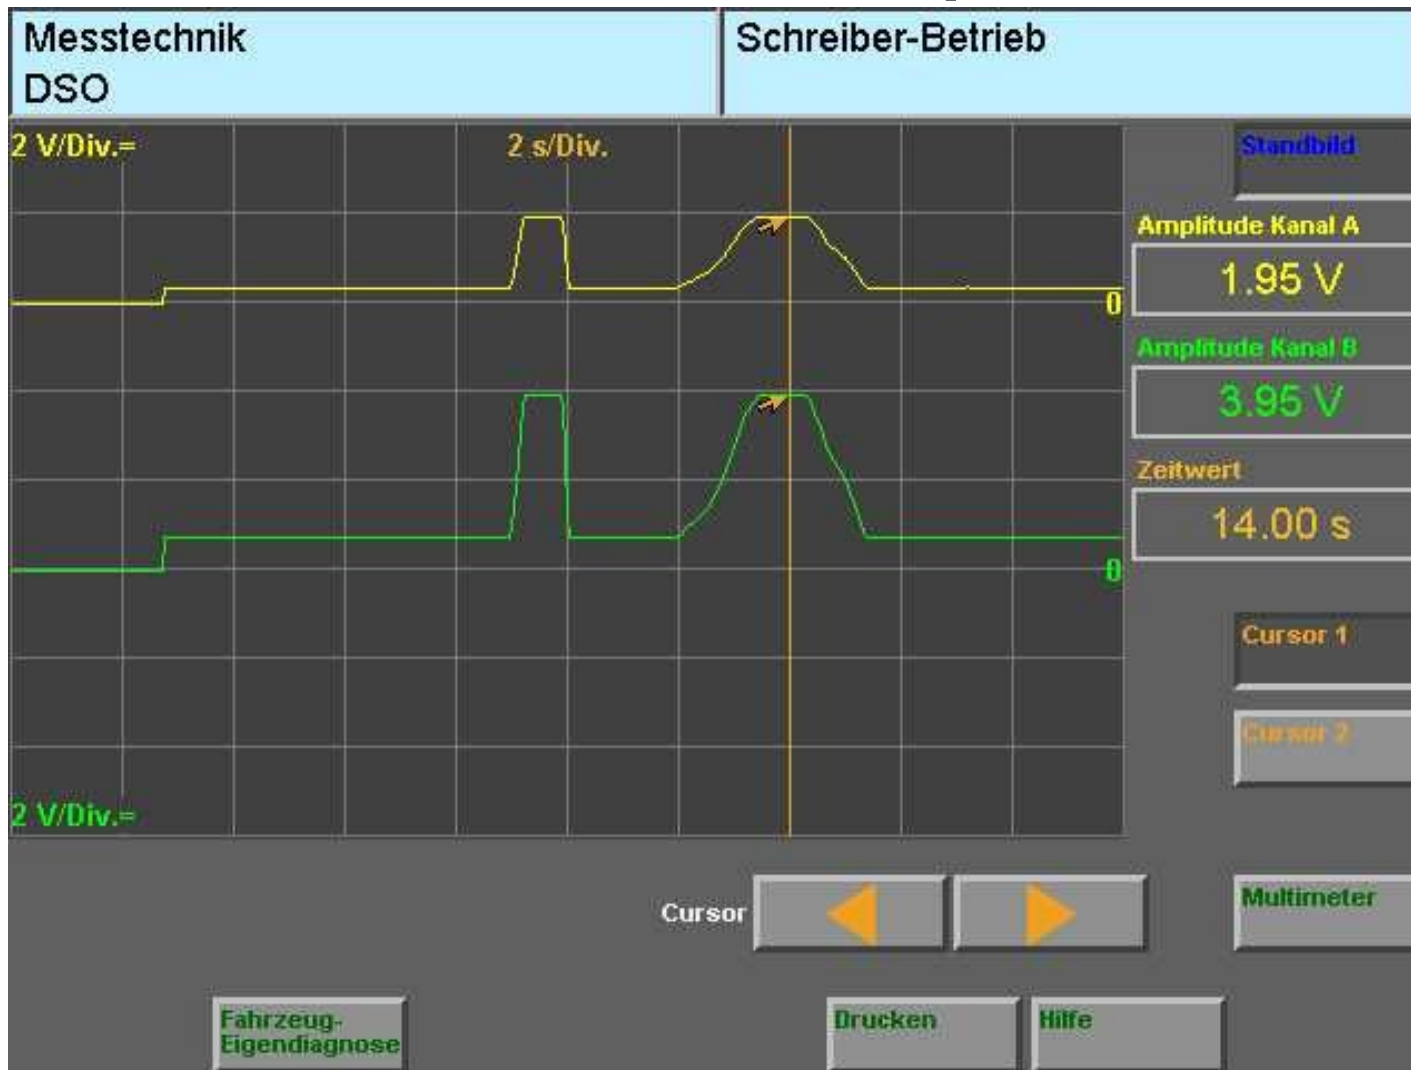 Messtechnik
DSO
Schreiber-Betrieb
2 V/Div.=
2 s/Div.
Standbild
Amplitude Kanal A
1.95 V
0
Amplitude Kanal B
3.95 V
Zeitwert
14.00 s
0
Cursor 1
Cursor 2
2 V/Div.=
Cursor
Multimeter
Fahrzeug-
Eigendiagnose
Drucken
Hilfe